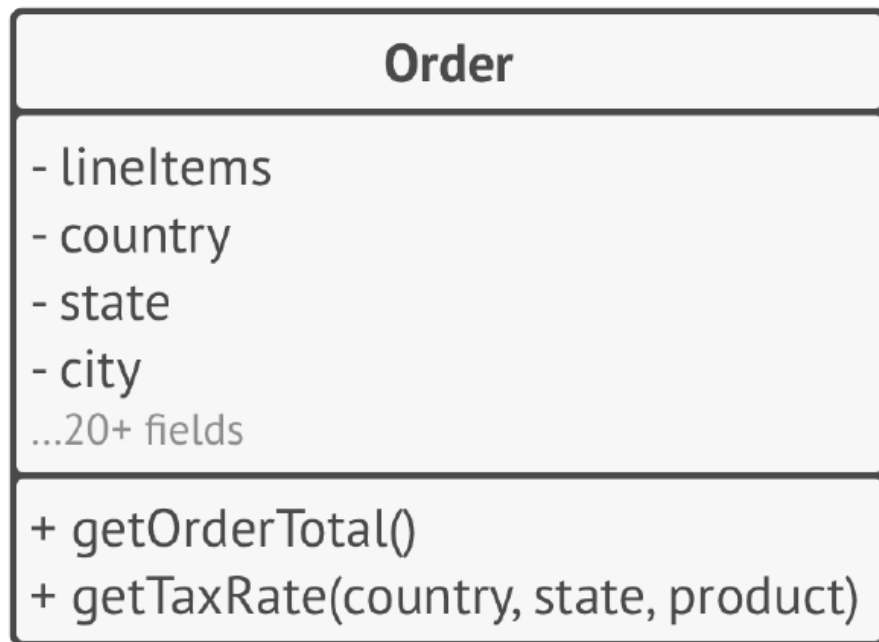 Order
- lineItems
- country
- state
- city
...20+ fields
+ getOrderTotal()
+ getTaxRate(country, state, product)